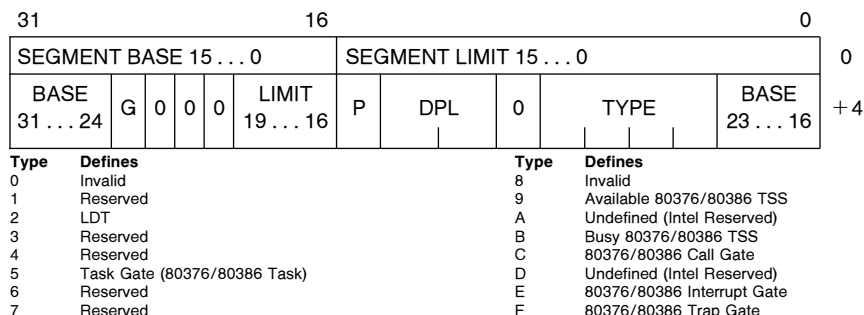 31 16 0
SEGMENT BASE 15 . . . 0 SEGMENT LIMIT 15 . . . 0 0
BASE 31 . . . 24 G 0 0 0 LIMIT 19 . . . 16 P DPL 0 TYPE BASE 23 . . . 16 +4
Type Defines Type Defines
0 Invalid 8 Invalid
1 Reserved 9 Available 80376/80386 TSS
2 LDT A Undefined (Intel Reserved)
3 Reserved B Busy 80376/80386 TSS
4 Reserved C 80376/80386 Call Gate
5 Task Gate (80376/80386 Task) D Undefined (Intel Reserved)
6 Reserved E 80376/80386 Interrupt Gate
7 Reserved F 80376/80386 Trap Gate